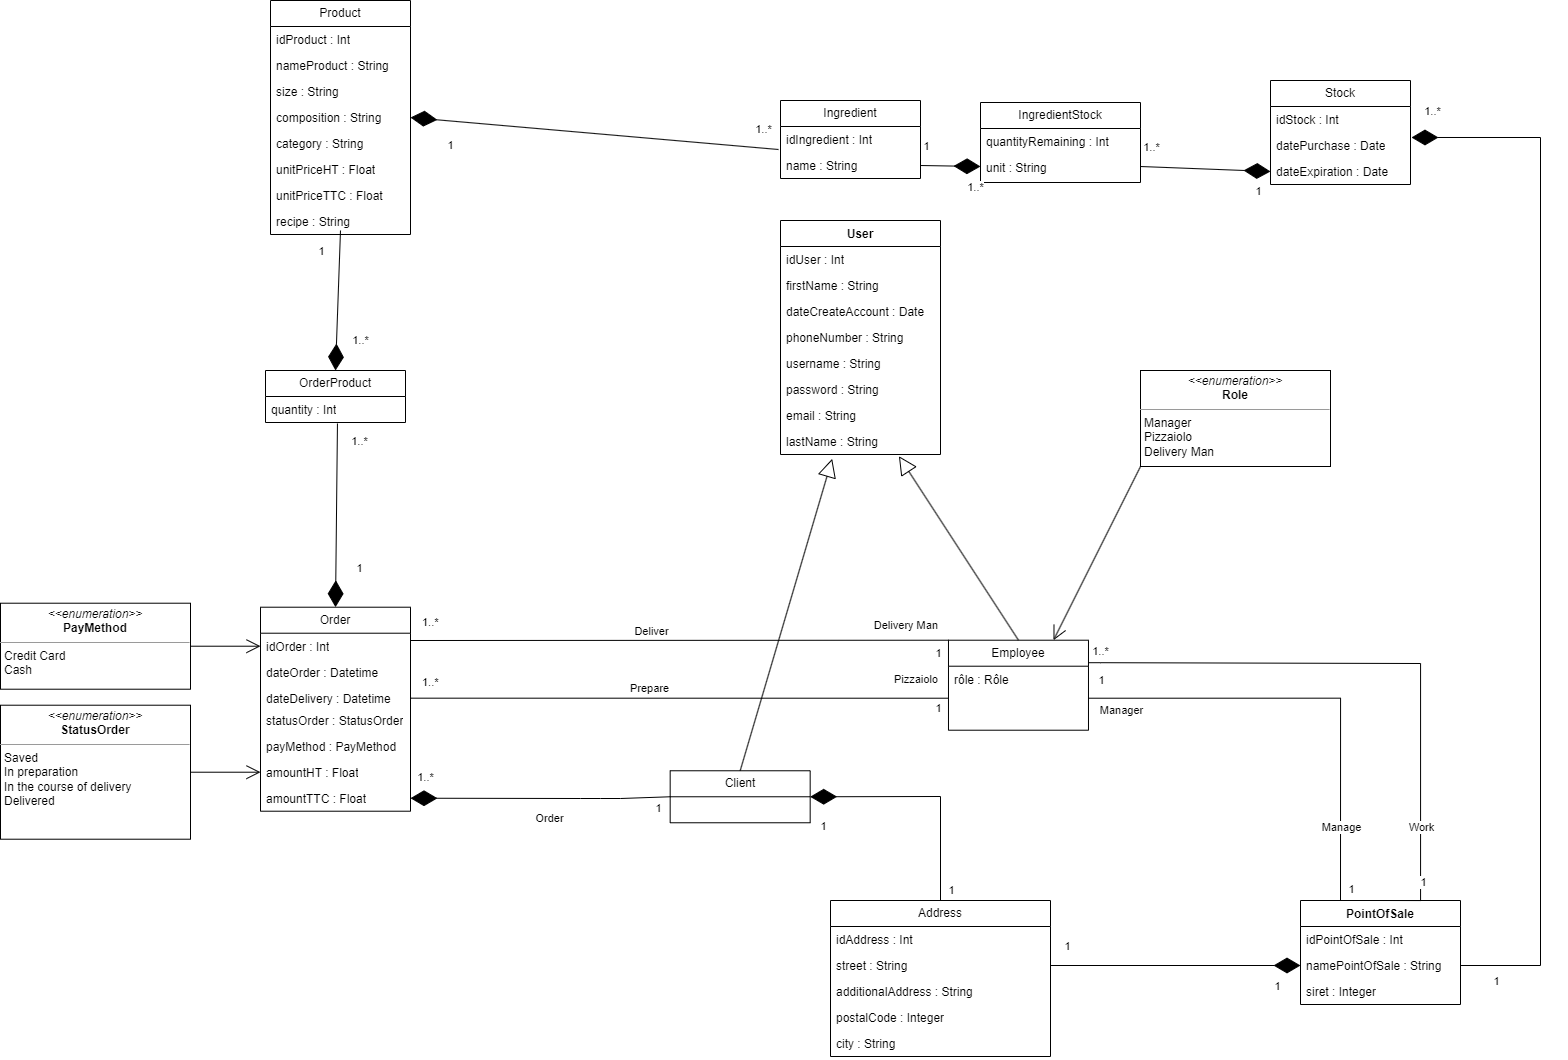 Product
idProduct : Int
nameProduct : String
size : String
composition : String
category : String
unitPriceHT : Float
unitPriceTTC : Float
recipe : String
1
1..*
1
1..*
Ingredient
idIngredient : Int
name : String
1
1..*
IngredientStock
quantityRemaining : Int
unit : String
1..*
1
Stock
idStock : Int
datePurchase : Date
dateExpiration : Date
1..*
User
idUser : Int
firstName : String
dateCreateAccount : Date
phoneNumber : String
username : String
password : String
email : String
lastName : String
OrderProduct
quantity : Int
1..*
1
<<enumeration>>
Role
Manager
Pizzaiolo
Delivery Man
<<enumeration>>
PayMethod
Credit Card
Cash
<<enumeration>>
StatusOrder
Saved
In preparation
In the course of delivery
Delivered
Order
idOrder : Int
dateOrder : Datetime
dateDelivery : Datetime
statusOrder : StatusOrder
payMethod : PayMethod
amountHT : Float
amountTTC : Float
1..*
Deliver
Delivery Man
1
1..*
Prepare
Pizzaiolo
1
Employee
rôle : Rôle
1..*
1
Manager
1..*
Order
1
Client
1
1
Manage
Work
1
1
Address
idAddress : Int
street : String
additionalAddress : String
postalCode : Integer
city : String
1
1
PointOfSale
idPointOfSale : Int
namePointOfSale : String
siret : Integer
1